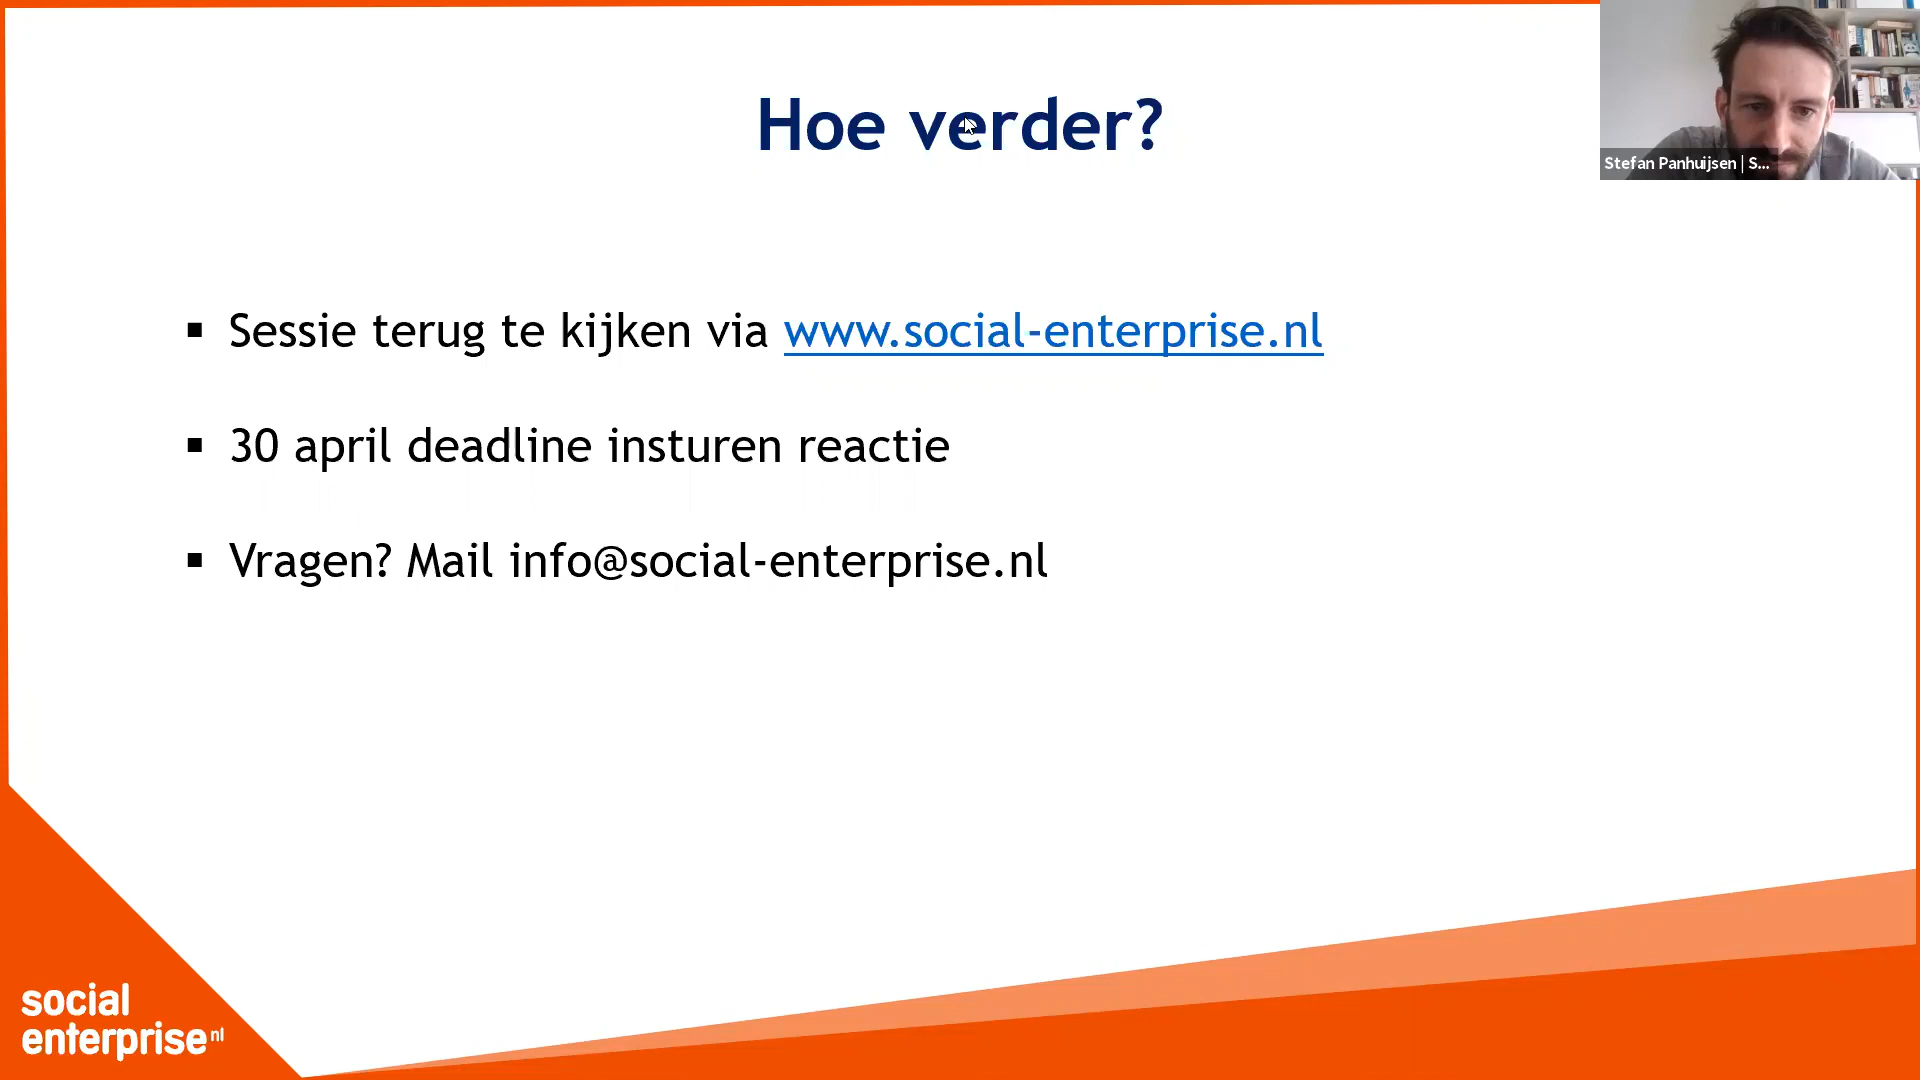 Hoe verder?
Stefan Panhuijsen | S...
▪ Sessie terug te kijken via www.social-enterprise.nl
▪ 30 april deadline insturen reactie
▪ Vragen? Mail info@social-enterprise.nl
social
enterprise nl